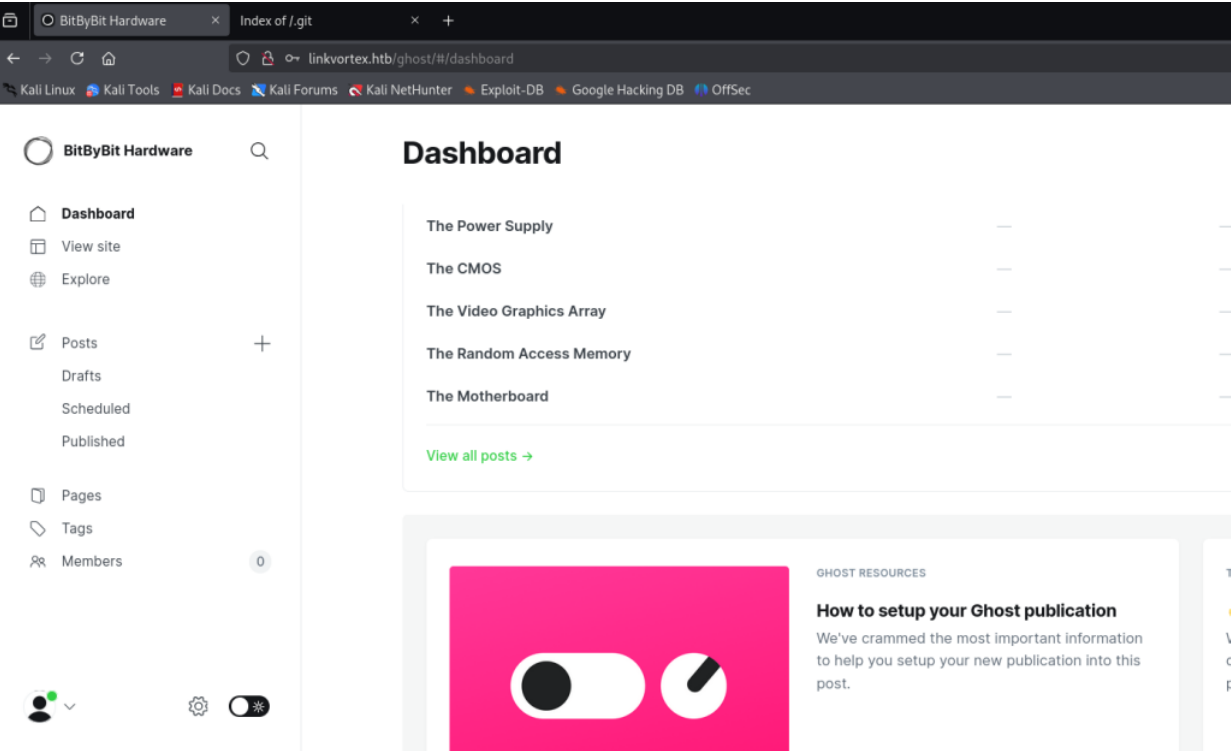 BitByBit Hardware
Index of /.git
linkvortex.htb/ghost/#/dashboard
Kali Linux Kali Tools Kali Docs Kali Forums Kali NetHunter Exploit-DB Google Hacking DB OffSec
BitByBit Hardware
Dashboard
View site
Explore
Posts
Drafts
Scheduled
Published
Pages
Tags
Members 0
Dashboard
The Power Supply —
The CMOS —
The Video Graphics Array —
The Random Access Memory —
The Motherboard —
View all posts →
GHOST RESOURCES
How to setup your Ghost publication
We've crammed the most important information
to help you setup your new publication into this
post.